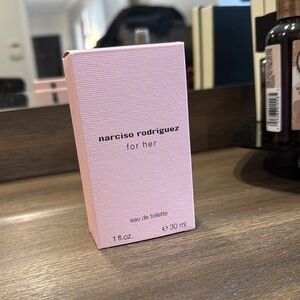 narciso rodriguez
for her
eau de toilette
1 fl.oz. ℮ 30 ml